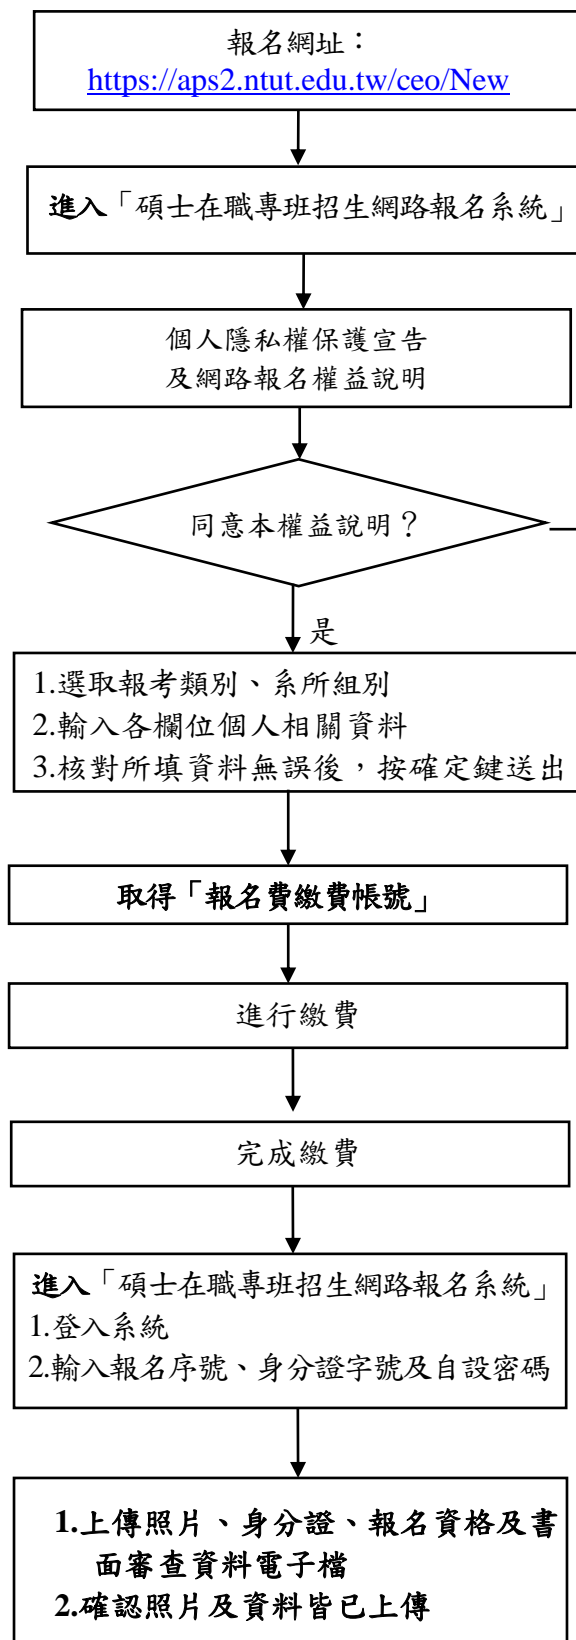 報名網址：
https://aps2.ntut.edu.tw/ceo/New
進入「碩士在職專班招生網路報名系統」
個人隱私權保護宣告
及網路報名權益說明
同意本權益說明？
是
1.選取報考類別、系所組別
2.輸入各欄位個人相關資料
3.核對所填資料無誤後，按確定鍵送出
取得「報名費繳費帳號」
進行繳費
完成繳費
進入「碩士在職專班招生網路報名系統」
1.登入系統
2.輸入報名序號、身分證字號及自設密碼
1.上傳照片、身分證、報名資格及書
面審查資料電子檔
2.確認照片及資料皆已上傳